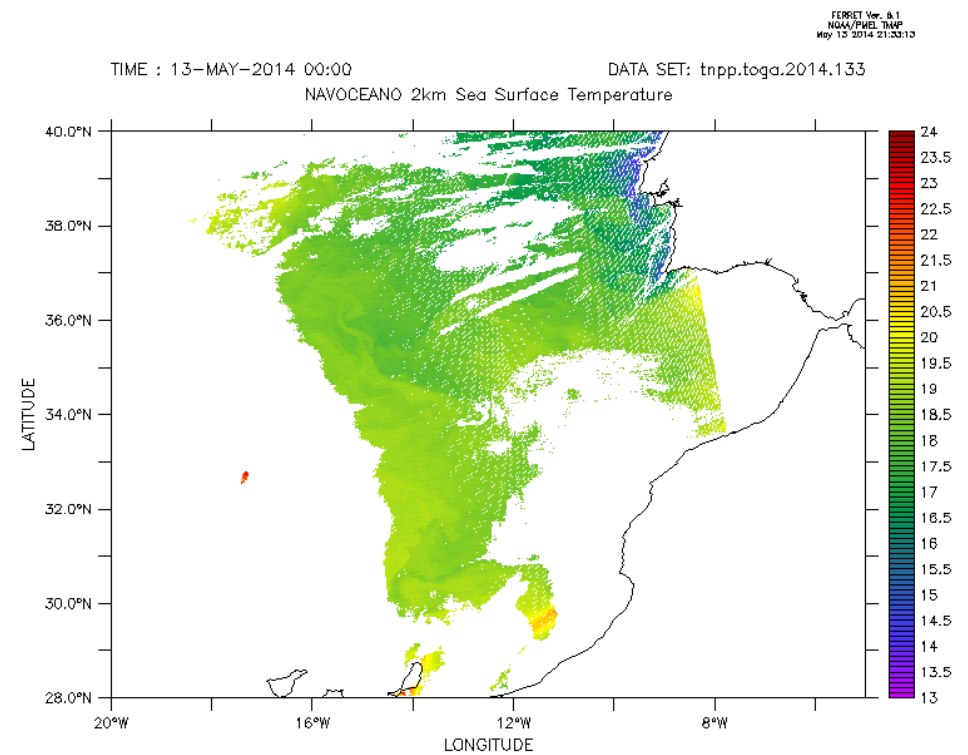 FERRET Ver. 6.1
NOAA/PMEL TMAP
May 13 2014 21:33:13
TIME : 13-MAY-2014 00:00
DATA SET: tnpp.toga.2014.133
NAVOCEANO 2km Sea Surface Temperature
40.0°N
38.0°N
36.0°N
34.0°N
32.0°N
30.0°N
28.0°N
LATITUDE
20°W
16°W
12°W
8°W
LONGITUDE
24
23.5
23
22.5
22
21.5
21
20.5
20
19.5
19
18.5
18
17.5
17
16.5
16
15.5
15
14.5
14
13.5
13